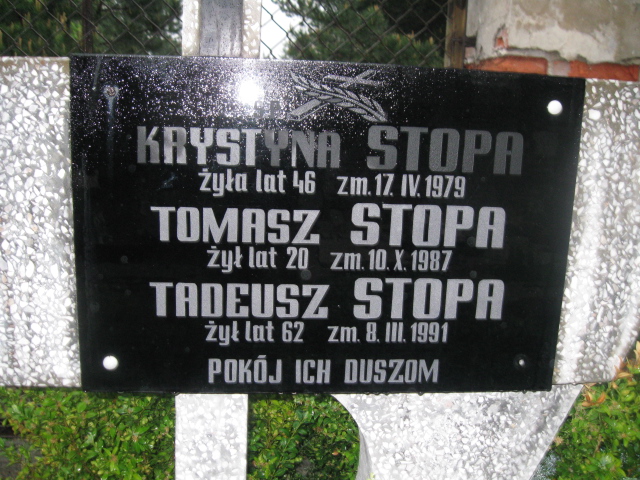 KRYSTYNA STOPA
żyła lat 46 zm. 17. IV. 1979
TOMASZ STOPA
żył lat 20 zm. 10. X. 1987
TADEUSZ STOPA
żył lat 62 zm. 8. III. 1991
POKÓJ ICH DUSZOM